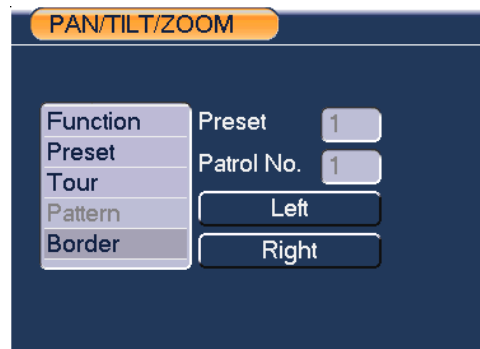 PAN/TILT/ZOOM
Function
Preset
Tour
Pattern
Border
Preset 1
Patrol No. 1
Left
Right